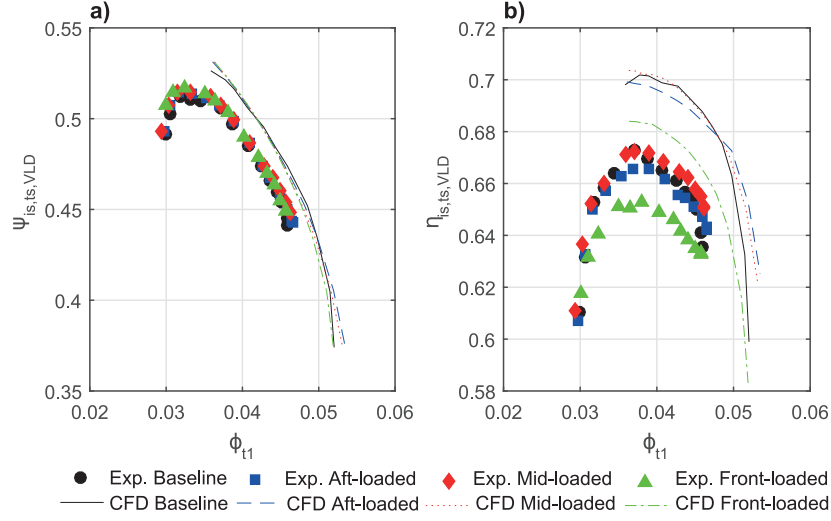 a)
b)
0.55
0.5
0.45
0.4
0.35
ψis,ts,VLD
0.02 0.03 0.04 0.05 0.06
ϕt1
0.72
0.7
0.68
0.66
0.64
0.62
0.6
0.58
ηis,ts,VLD
0.02 0.03 0.04 0.05 0.06
ϕt1
Exp. Baseline Exp. Aft-loaded Exp. Mid-loaded Exp. Front-loaded
CFD Baseline CFD Aft-loaded CFD Mid-loaded CFD Front-loaded